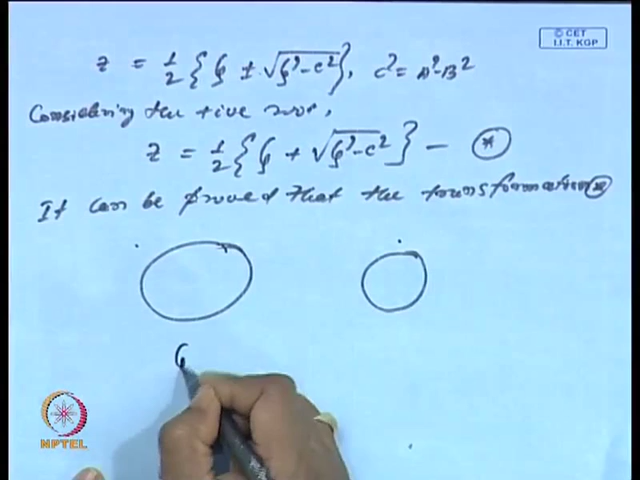 © CET
I.I.T. KGP
z = 1/2 { ζ ± √(ζ² - c²) }, c² = A² - B²
Considering the +ive root,
z = 1/2 { ζ + √(ζ² - c²) } — (*)
It can be proved that the transformation (*)
ζ
NPTEL